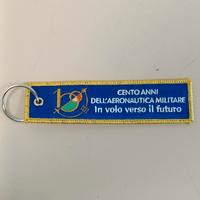 CENTO ANNI
DELL'AERONAUTICA MILITARE
In volo verso il futuro